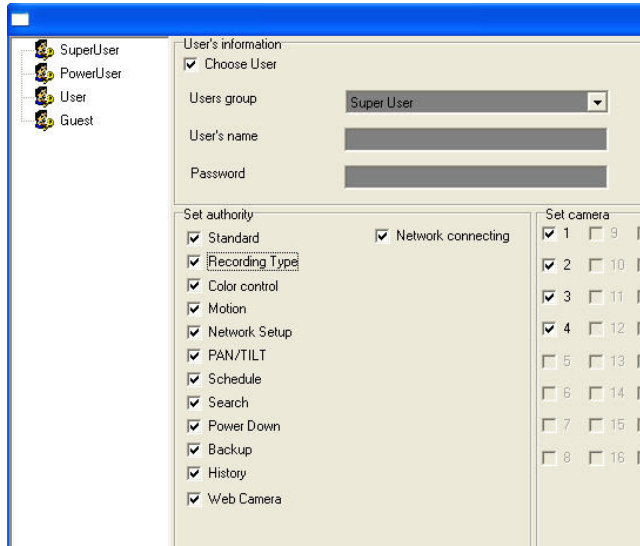 SuperUser
PowerUser
User
Guest
User's information
Choose User
Users group
Super User
User's name
Password
Set authority
Standard
Network connecting
Recording Type
Color control
Motion
Network Setup
PAN/TILT
Schedule
Search
Power Down
Backup
History
Web Camera
Set camera
1 9
2 10
3 11
4 12
5 13
6 14
7 15
8 16